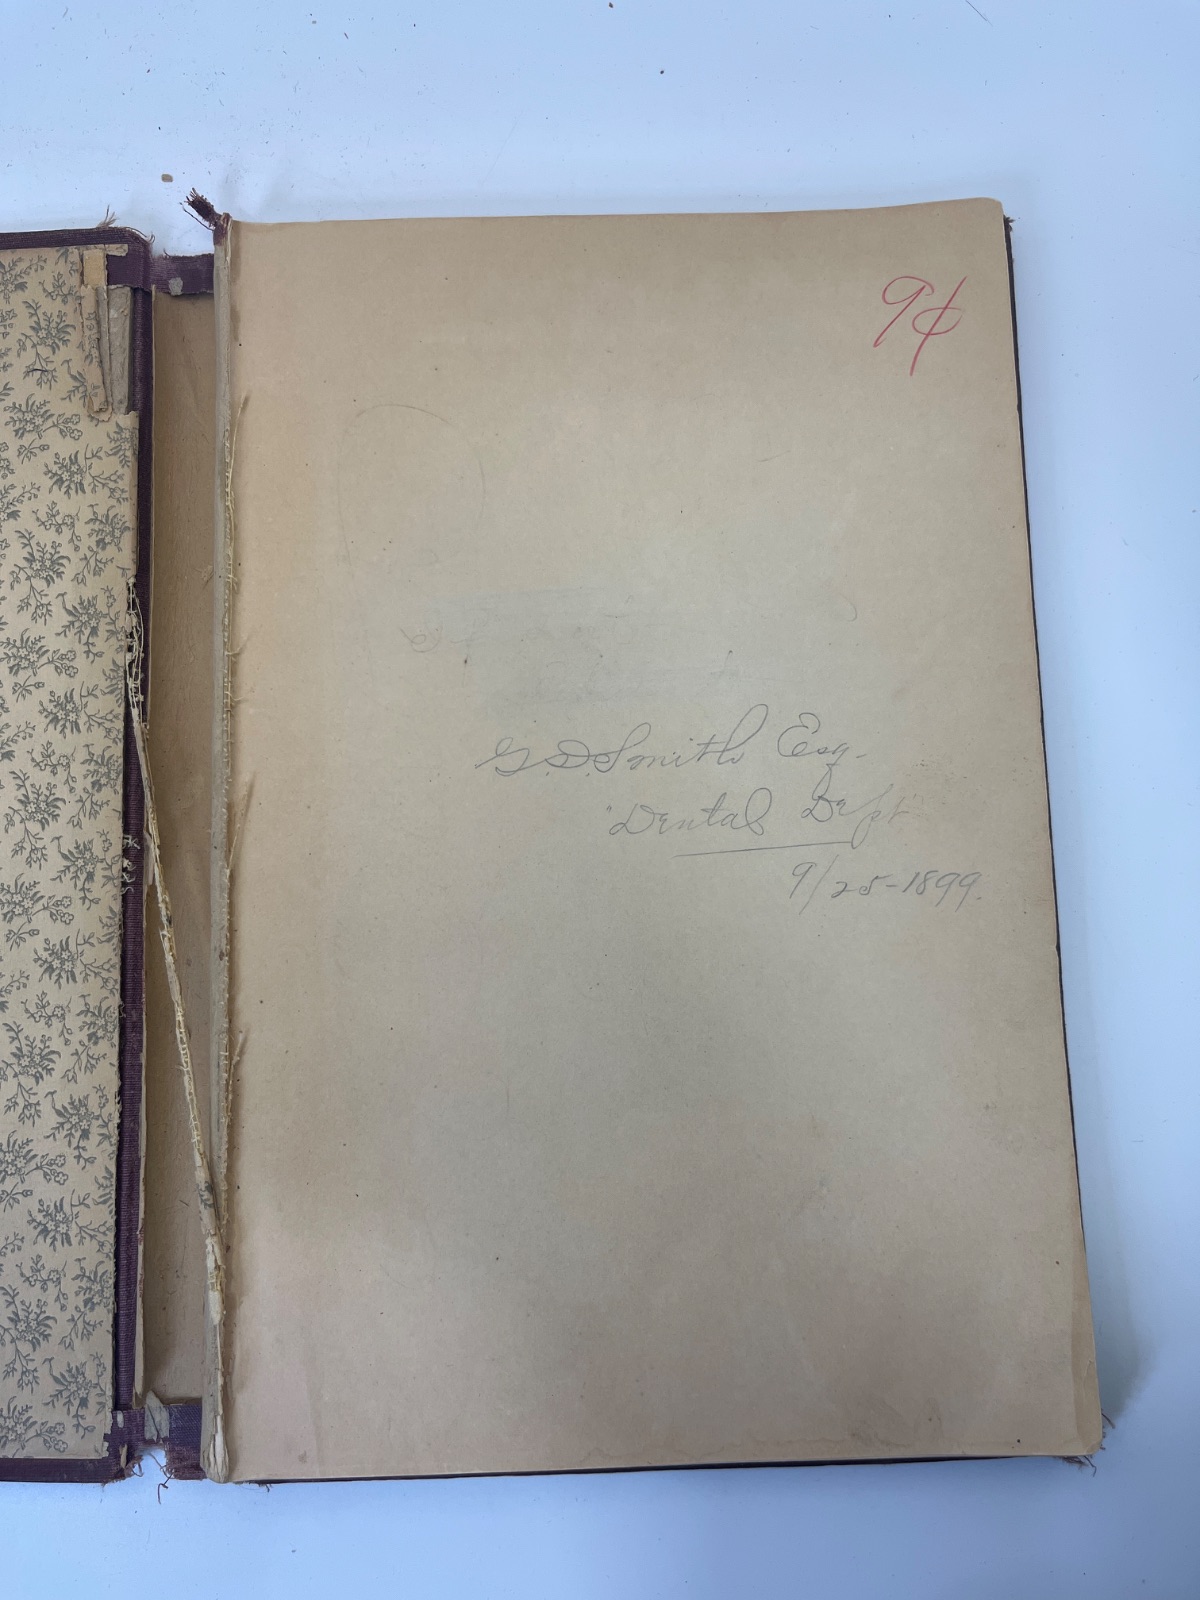 9¢
G. D. Smith Esq.
"Dental Dept"
9/25-1899.